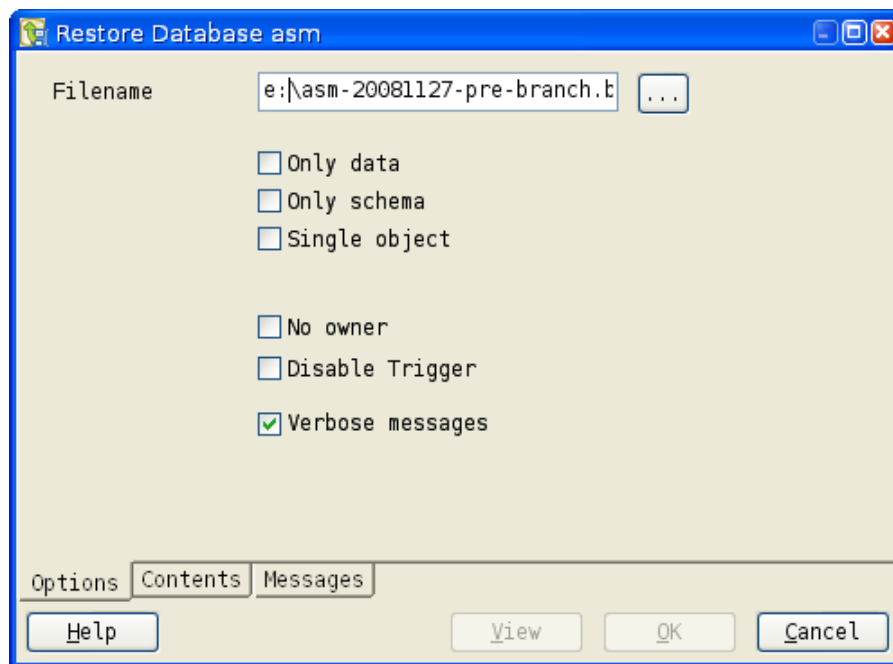 Restore Database asm
Filename e:\asm-20081127-pre-branch.b ...
Only data
Only schema
Single object
No owner
Disable Trigger
Verbose messages
Options Contents Messages
Help View OK Cancel